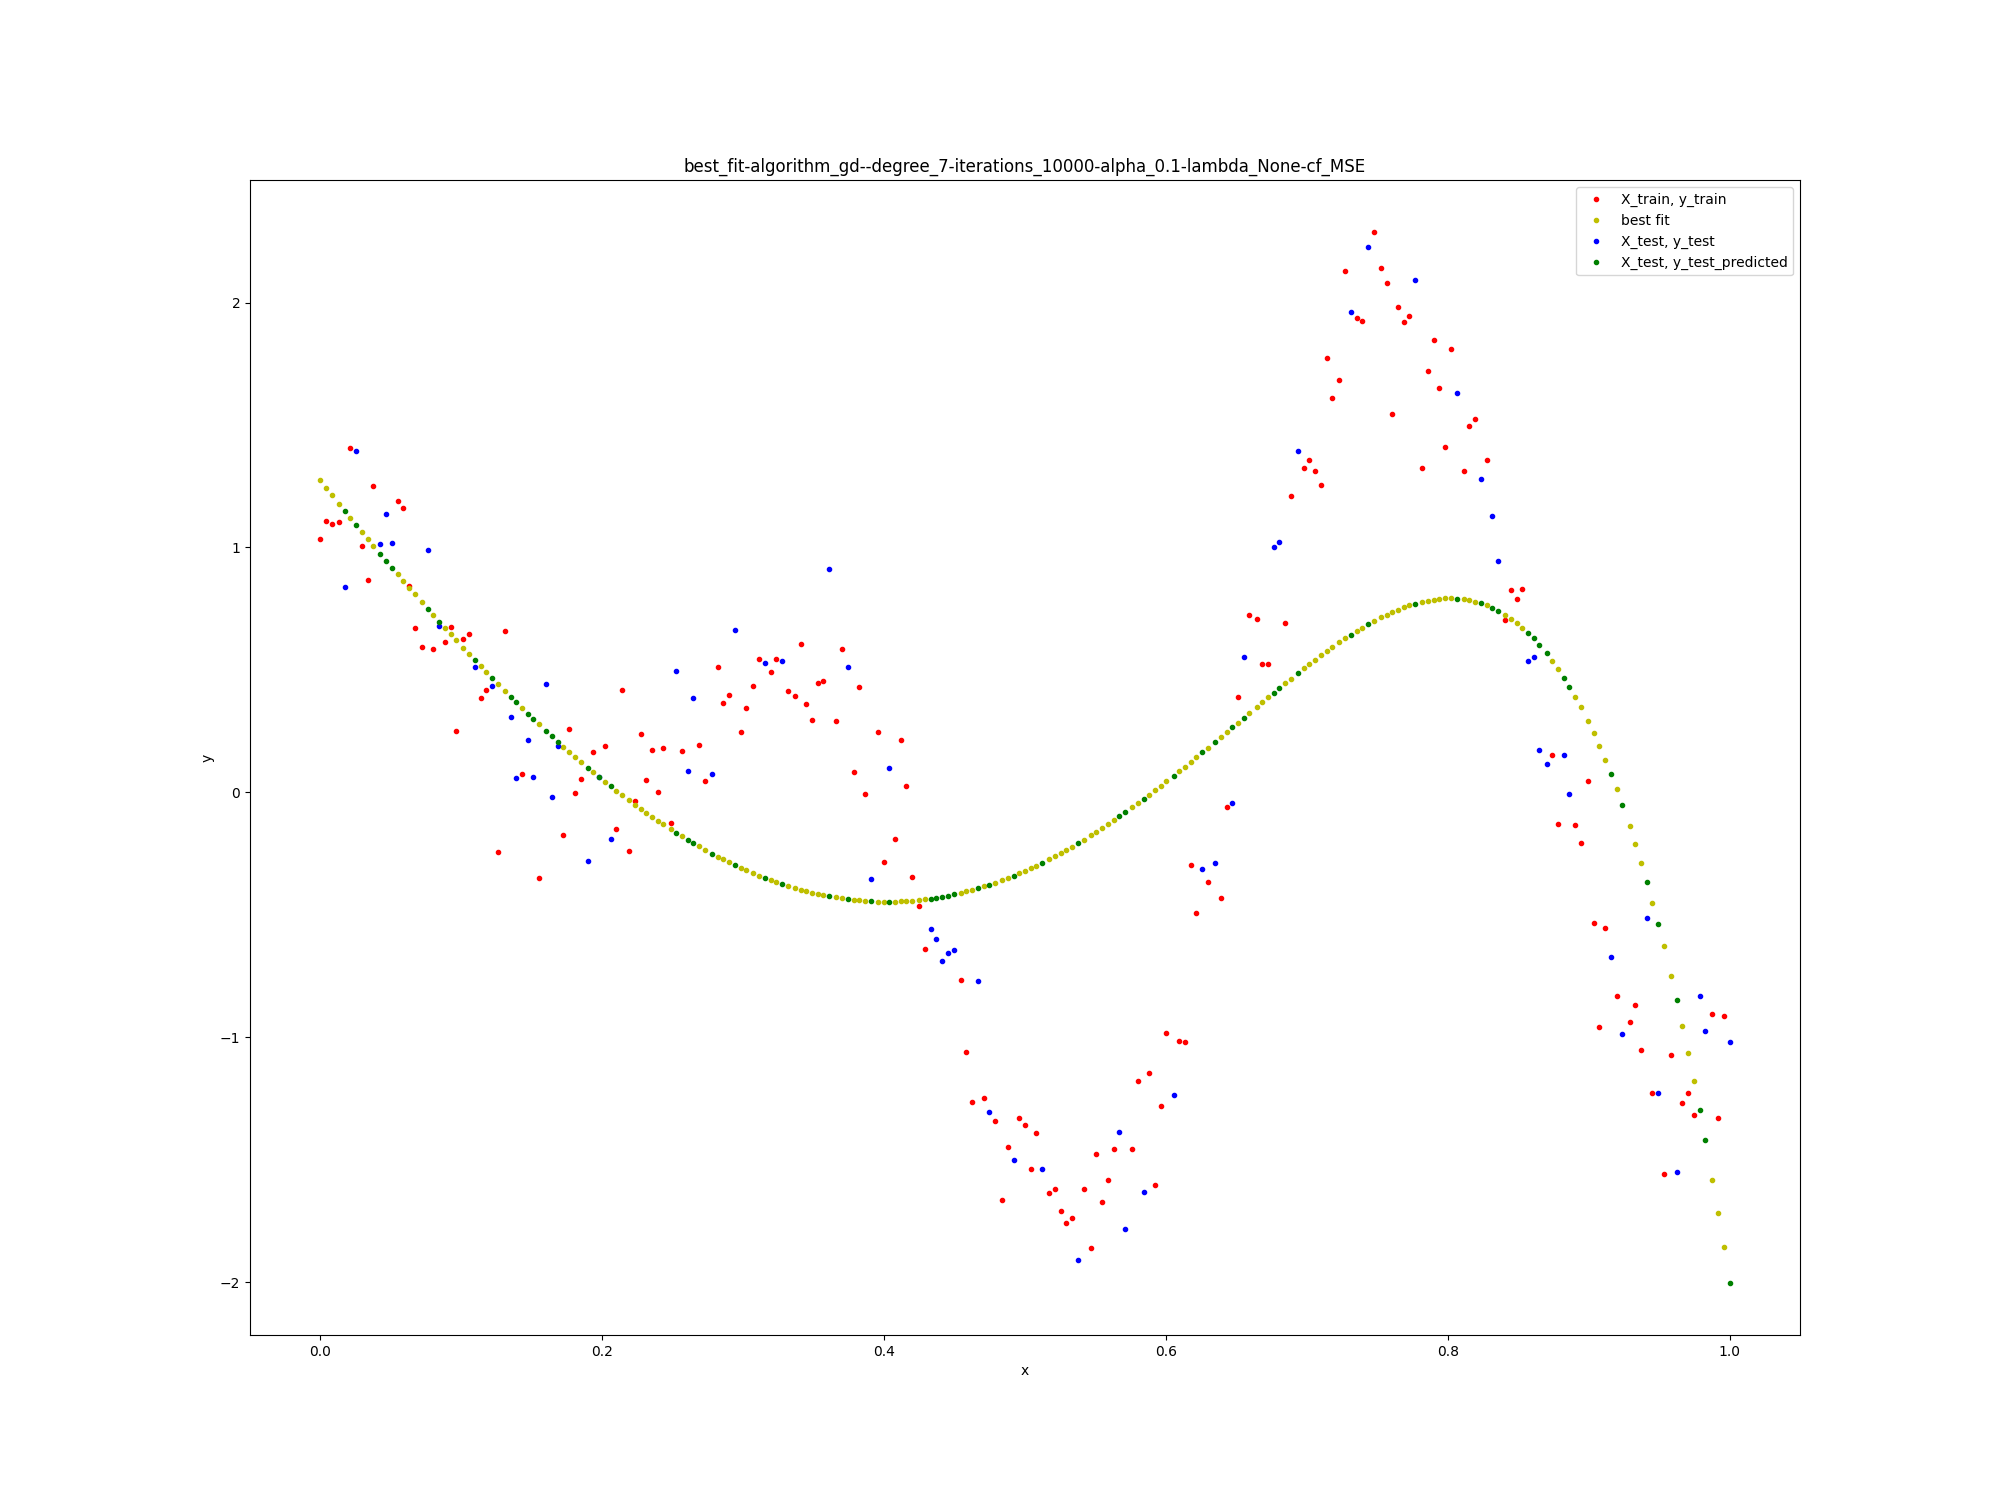 best_fit-algorithm_gd--degree_7-iterations_10000-alpha_0.1-lambda_None-cf_MSE
X_train, y_train
best fit
X_test, y_test
X_test, y_test_predicted
2
1
0
−1
−2
y
0.0 0.2 0.4 0.6 0.8 1.0
x